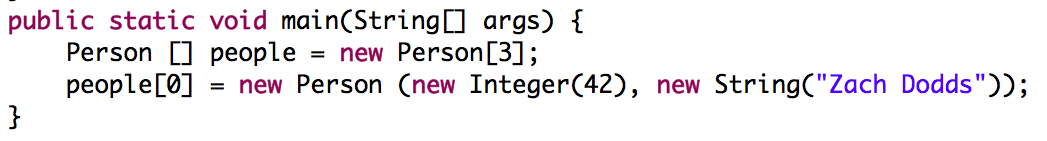 public static void main(String[] args) {
    Person [] people = new Person[3];
    people[0] = new Person (new Integer(42), new String("Zach Dodds"));
}